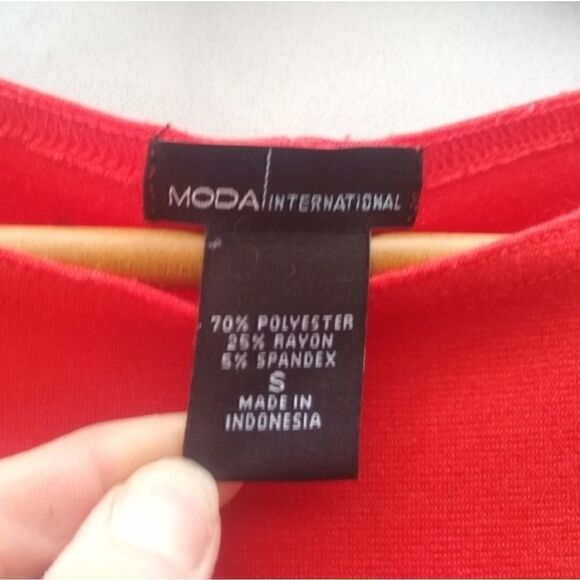 MODA INTERNATIONAL
70% POLYESTER
25% RAYON
5% SPANDEX
S
MADE IN
INDONESIA